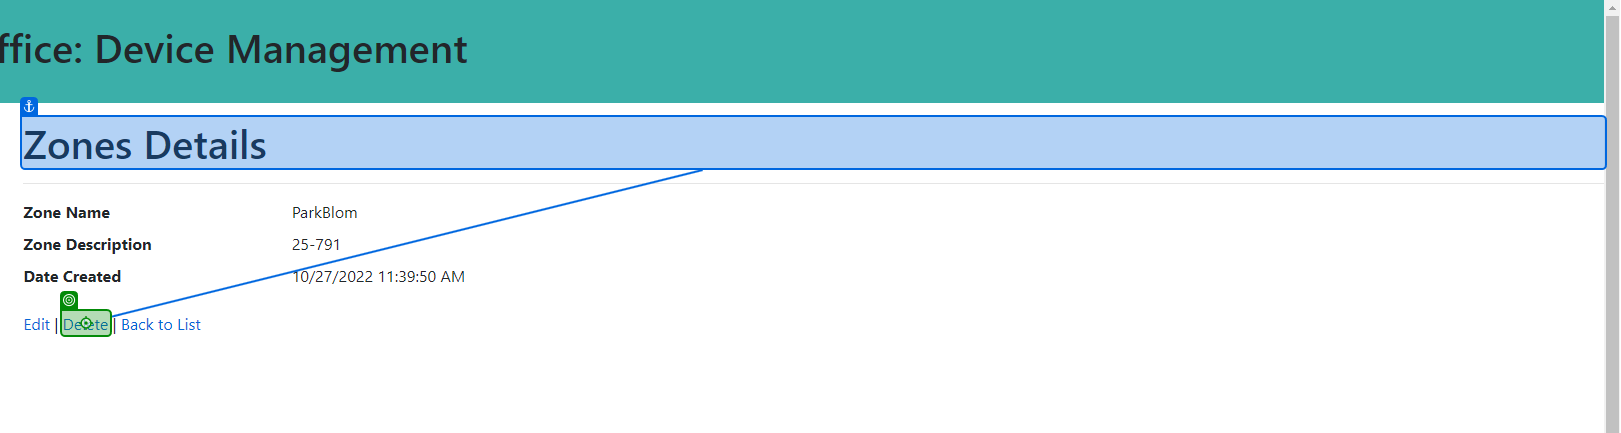 ffice: Device Management
Zones Details
Zone Name ParkBlom
Zone Description 25-791
Date Created 10/27/2022 11:39:50 AM
Edit | Delete | Back to List